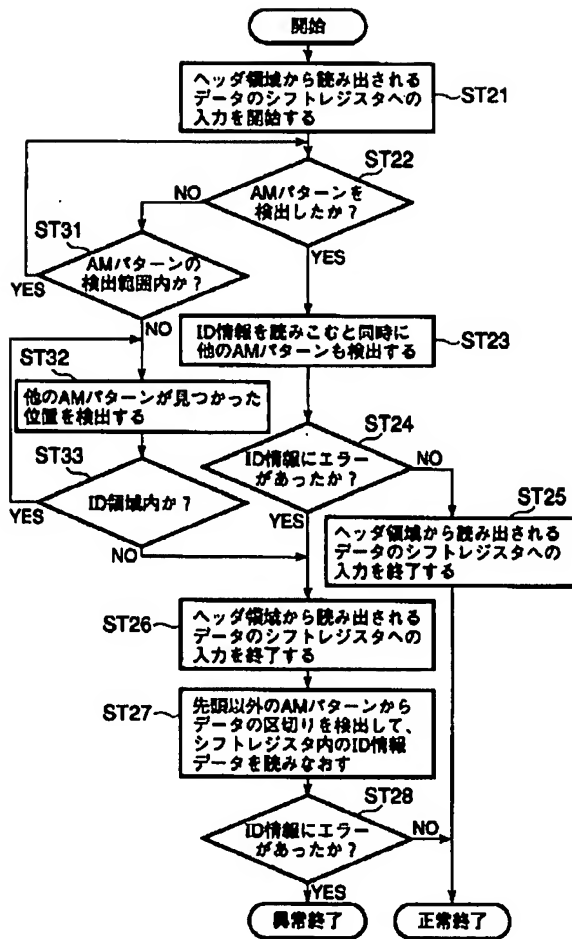 開始
ヘッダ領域から読み出される
データのシフトレジスタへの
入力を開始する
ST21
ST22
NO
AMパターンを
検出したか？
ST31
AMパターンの
検出範囲内か？
YES
YES
NO
ID情報を読みこむと同時に
他のAMパターンも検出する
ST23
ST32
他のAMパターンが見つかった
位置を検出する
ST24
ID情報にエラー
があったか？
NO
ST33
ID領域内か？
YES
YES
ST25
NO
ヘッダ領域から読み出される
データのシフトレジスタへの
入力を終了する
ST26
ヘッダ領域から読み出される
データのシフトレジスタへの
入力を終了する
ST27
先頭以外のAMパターンから
データの区切りを検出して、
シフトレジスタ内のID情報
データを読みなおす
ST28
ID情報にエラー
があったか？
NO
YES
異常終了
正常終了